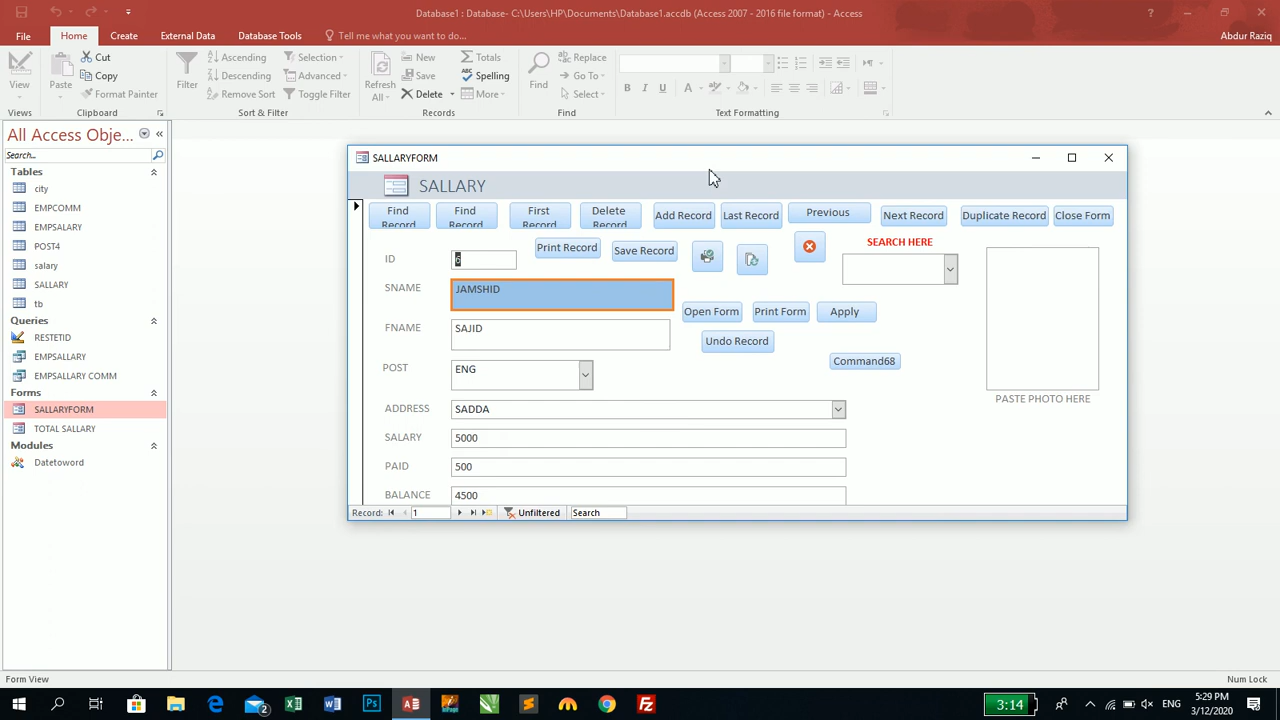 Database1 : Database- C:\Users\HP\Documents\Database1.accdb (Access 2007 - 2016 file format) - Access
File
Home
Create
External Data
Database Tools
Tell me what you want to do...
Abdur Raziq
View
Paste
Cut
Copy
Format Painter
Filter
Ascending
Descending
Remove Sort
Selection
Advanced
Toggle Filter
Refresh
All
New
Save
Delete
Totals
Spelling
More
Find
Replace
Go To
Select
B I U
A
Views
Clipboard
Sort & Filter
Records
Find
Text Formatting
All Access Obje...
Search...
Tables
city
EMPCOMM
EMPSALARY
POST4
salary
SALLARY
tb
Queries
RESTETID
EMPSALLARY
EMPSALLARY COMM
Forms
SALLARYFORM
TOTAL SALLARY
Modules
Datetoword
SALLARYFORM
SALLARY
Find
Record
Find
Record
First
Record
Delete
Record
Add Record
Last Record
Previous
Next Record
Duplicate Record
Close Form
Print Record
Save Record
SEARCH HERE
ID
6
SNAME
JAMSHID
FNAME
SAJID
Open Form
Print Form
Apply
Undo Record
Command68
POST
ENG
PASTE PHOTO HERE
ADDRESS
SADDA
SALARY
5000
PAID
500
BALANCE
4500
Record:
1
Unfiltered
Search
Form View
Num Lock
2
3:14
ENG
5:29 PM
3/12/2020